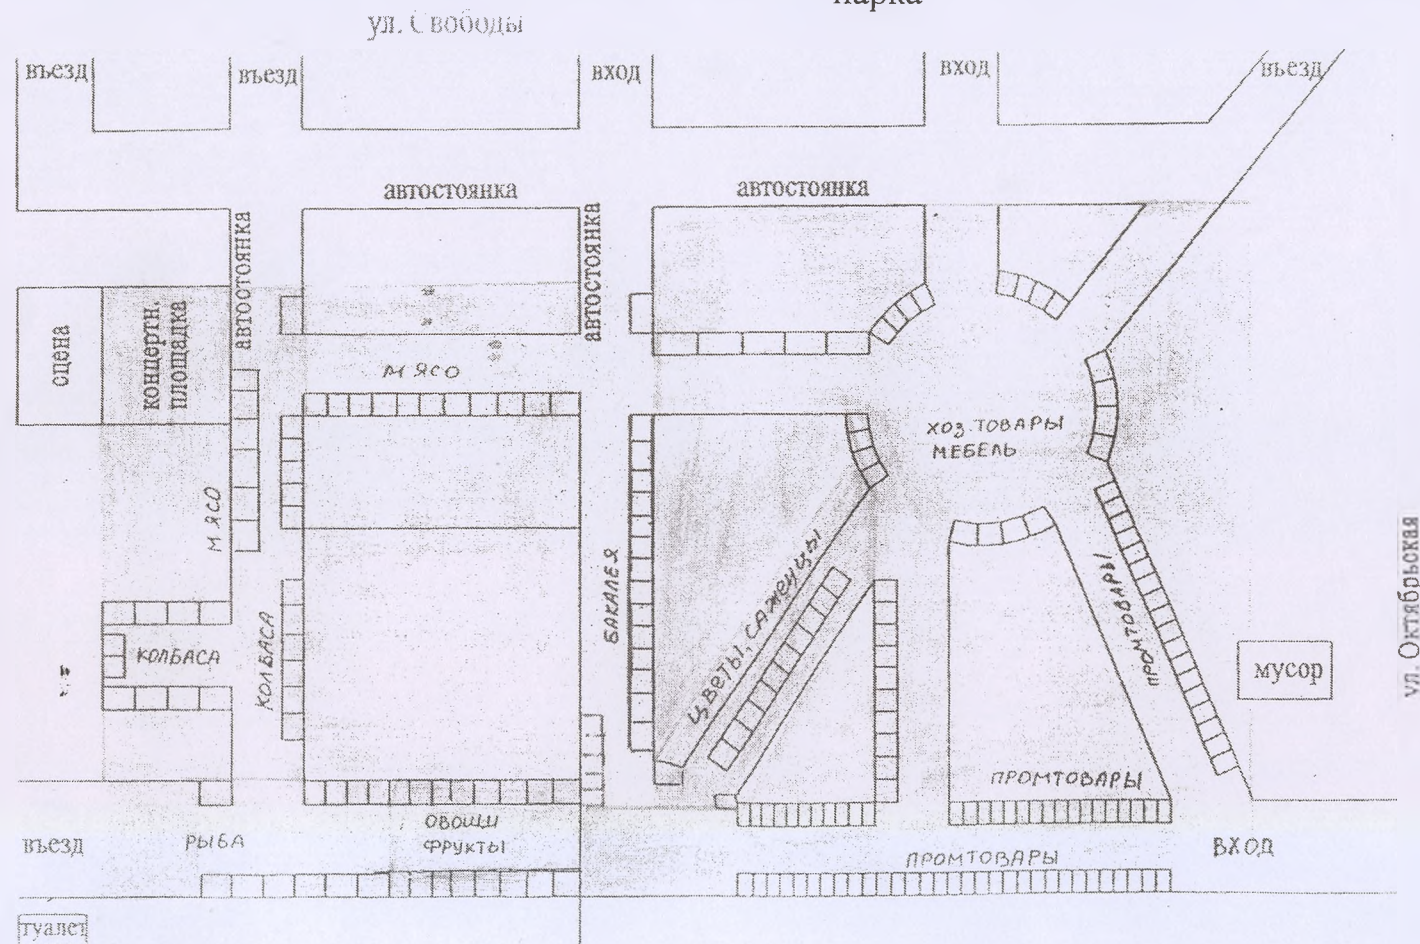 парка
ул. Свободы
въезд
въезд
вход
вход
въезд
автостоянка
автостоянка
автостоянка
автостоянка
сцена
концертн.
площадка
МЯСО
ХОЗ.ТОВАРЫ
МЕБЕЛЬ
МЯСО
БАКАЛЕЯ
ЦВЕТЫ, САЖЕНЦЫ
ПРОМТОВАРЫ
ул. Октябрьская
КОЛБАСА
КОЛБАСА
мусор
ПРОМТОВАРЫ
ОВОЩИ
ФРУКТЫ
въезд
РЫБА
ПРОМТОВАРЫ
ВХОД
туалет